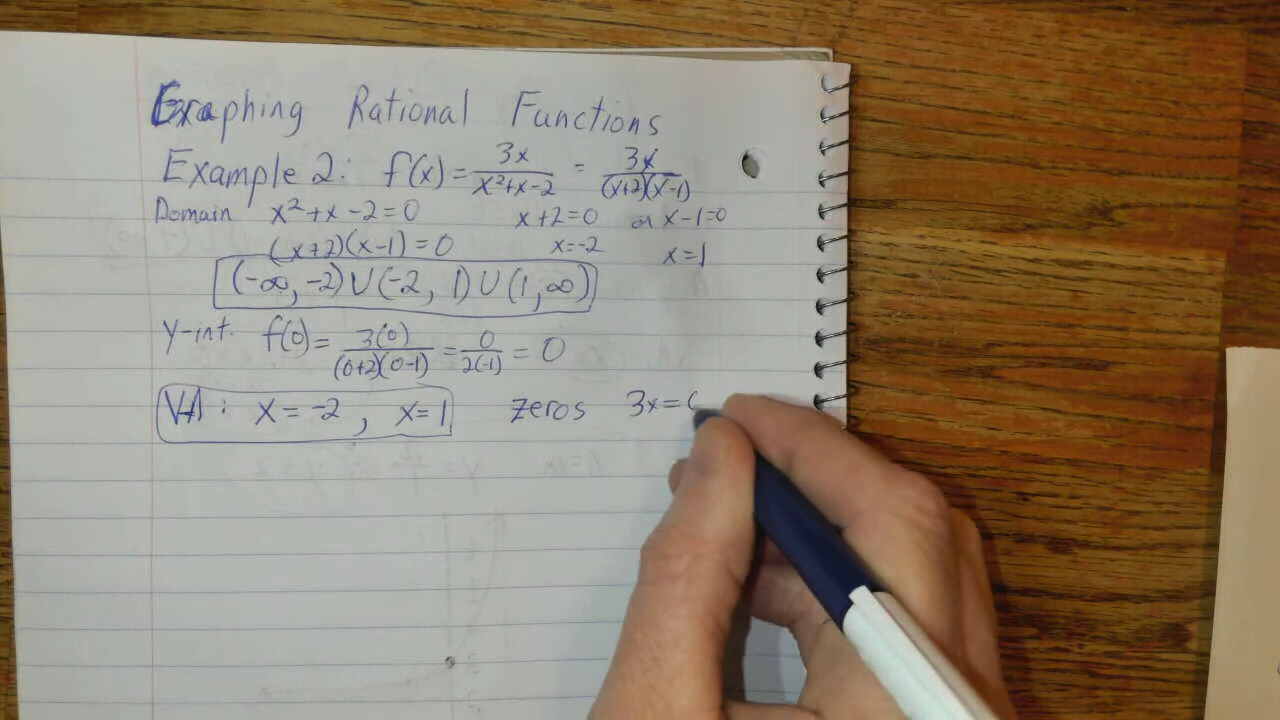 Graphing Rational Functions
Example 2: f(x) = 3x/(x²+x-2) = 3x/((x+2)(x-1))
Domain x²+x-2=0 x+2=0 or x-1=0
(x+2)(x-1)=0 x=-2 x=1
(-∞,-2)∪(-2,1)∪(1,∞)
Y-int. f(0)= 3(0)/((0+2)(0-1)) = 0/(2(-1)) = 0
VA: x=-2, x=1 zeros 3x=